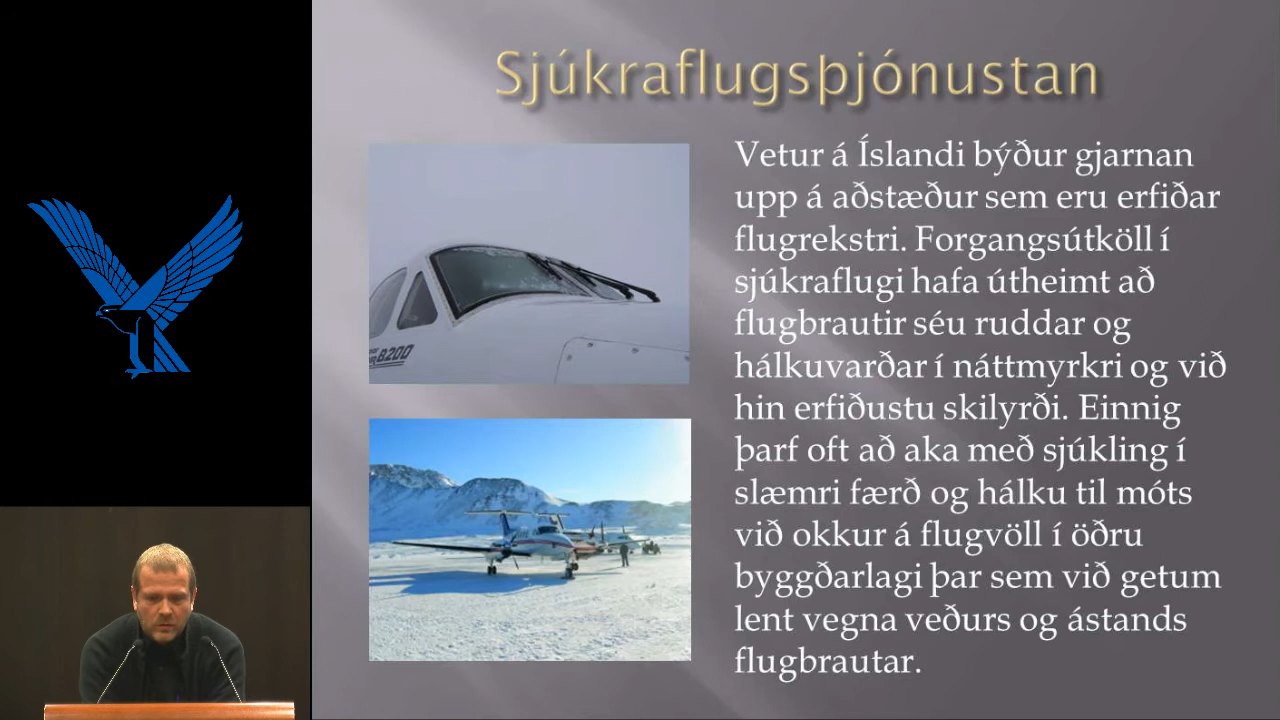 Sjúkraflugsþjónustan
Vetur á Íslandi býður gjarnan
upp á aðstæður sem eru erfiðar
flugrekstri. Forgangsútköll í
sjúkraflugi hafa útheimt að
flugbrautir séu ruddar og
hálkuvarðar í náttmyrkri og við
hin erfiðustu skilyrði. Einnig
þarf oft að aka með sjúkling í
slæmri færð og hálku til móts
við okkur á flugvöll í öðru
byggðarlagi þar sem við getum
lent vegna veðurs og ástands
flugbrautar.
B200